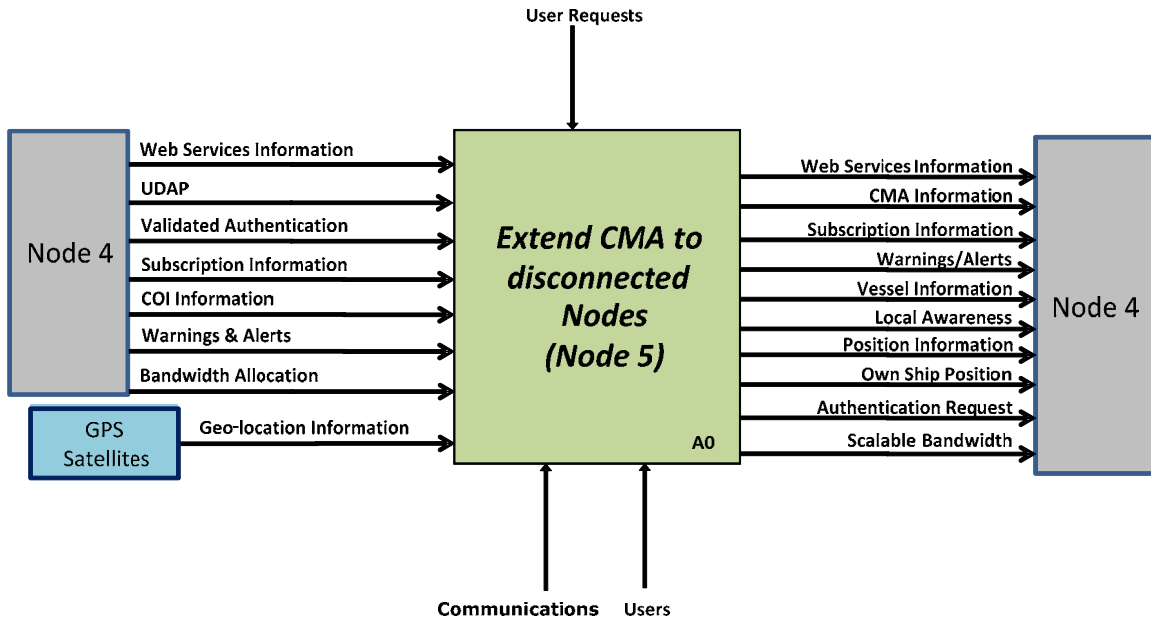 User Requests
Node 4
Web Services Information
UDAP
Validated Authentication
Subscription Information
COI Information
Warnings & Alerts
Bandwidth Allocation
GPS
Satellites
Geo-location Information
Extend CMA to
disconnected
Nodes
(Node 5)
A0
Web Services Information
CMA Information
Subscription Information
Warnings/Alerts
Vessel Information
Local Awareness
Position Information
Own Ship Position
Authentication Request
Scalable Bandwidth
Node 4
Communications
Users